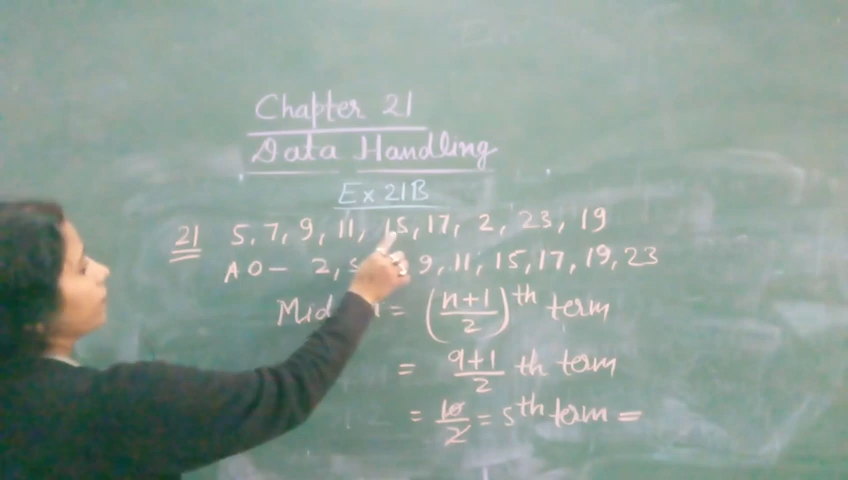 Chapter 21
Data Handling
Ex 21B
21 5, 7, 9, 11, 15, 17, 2, 23, 19
AO- 2, 5 9, 11, 15, 17, 19, 23
Mid = (n+1/2)th term
= 9+1/2 th term
= 10/2 = 5th term =